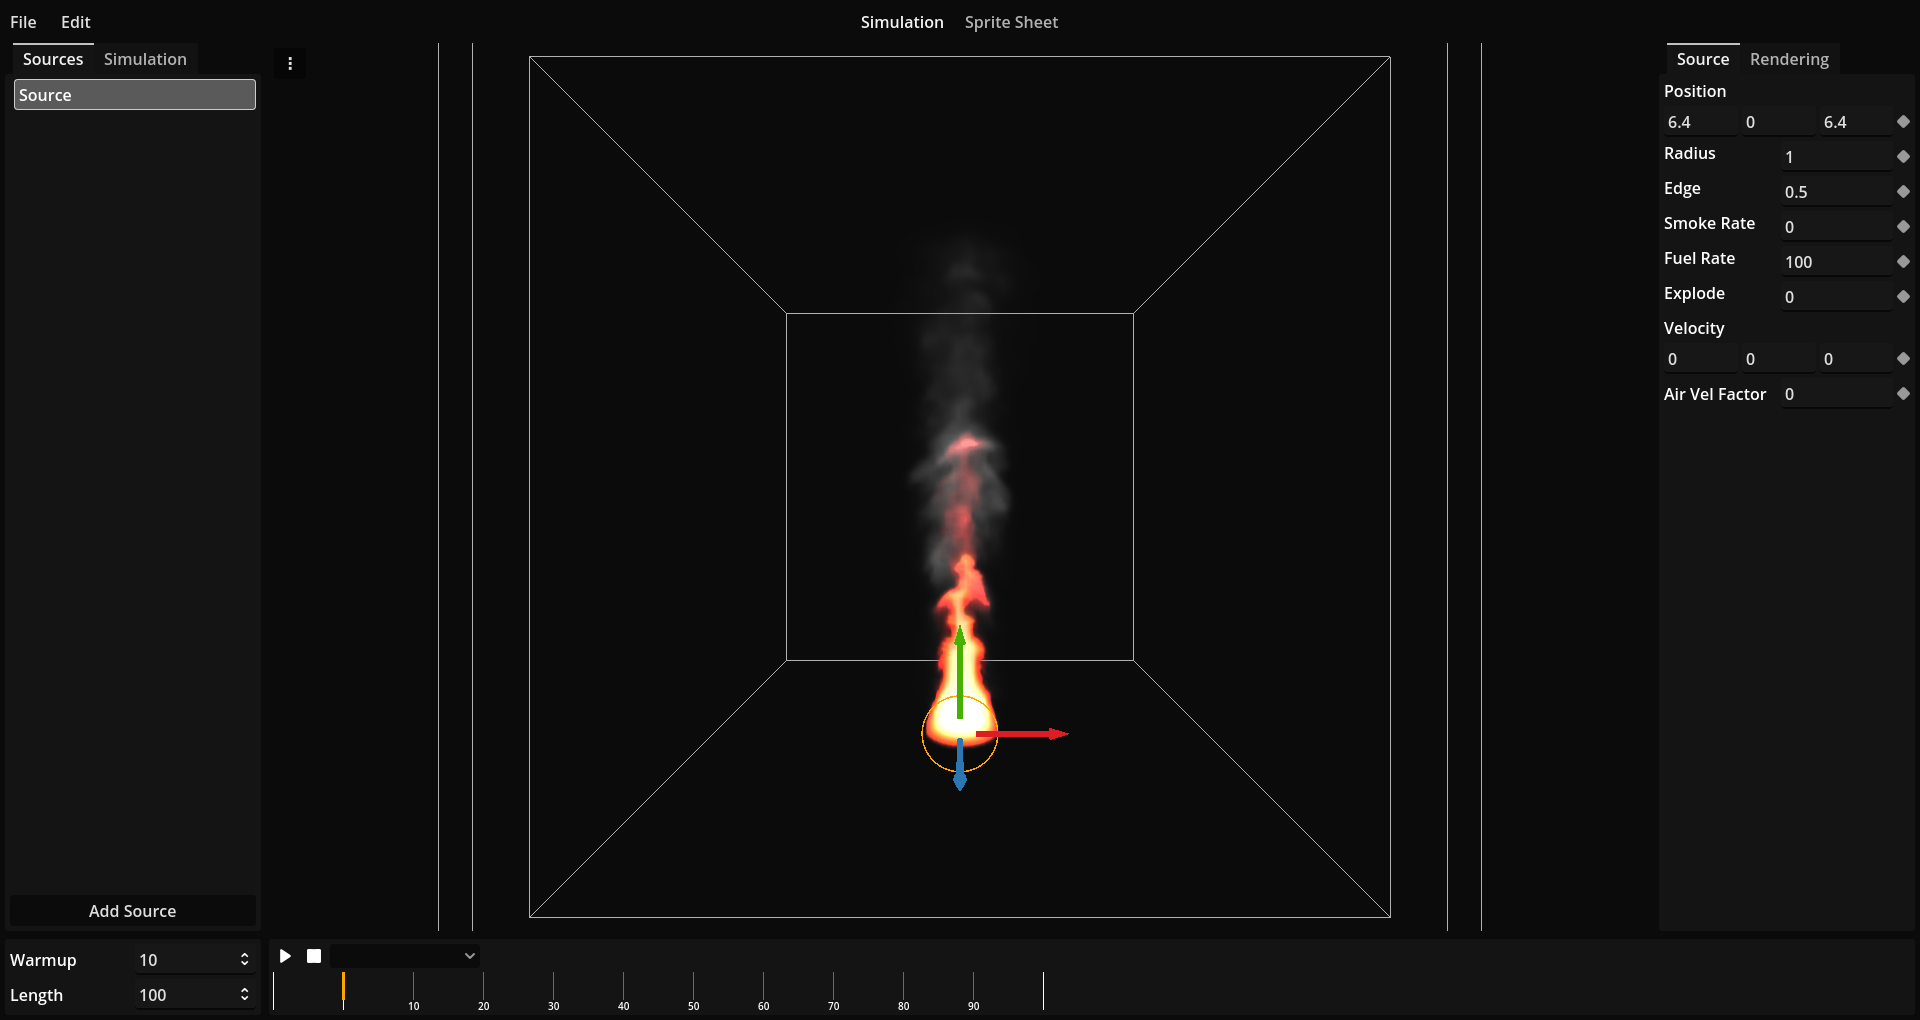 File Edit Simulation Sprite Sheet
Sources Simulation
Source
Add Source
Warmup 10
Length 100
10 20 30 40 50 60 70 80 90
Source Rendering
Position
6.4 0 6.4
Radius 1
Edge 0.5
Smoke Rate 0
Fuel Rate 100
Explode 0
Velocity
0 0 0
Air Vel Factor 0